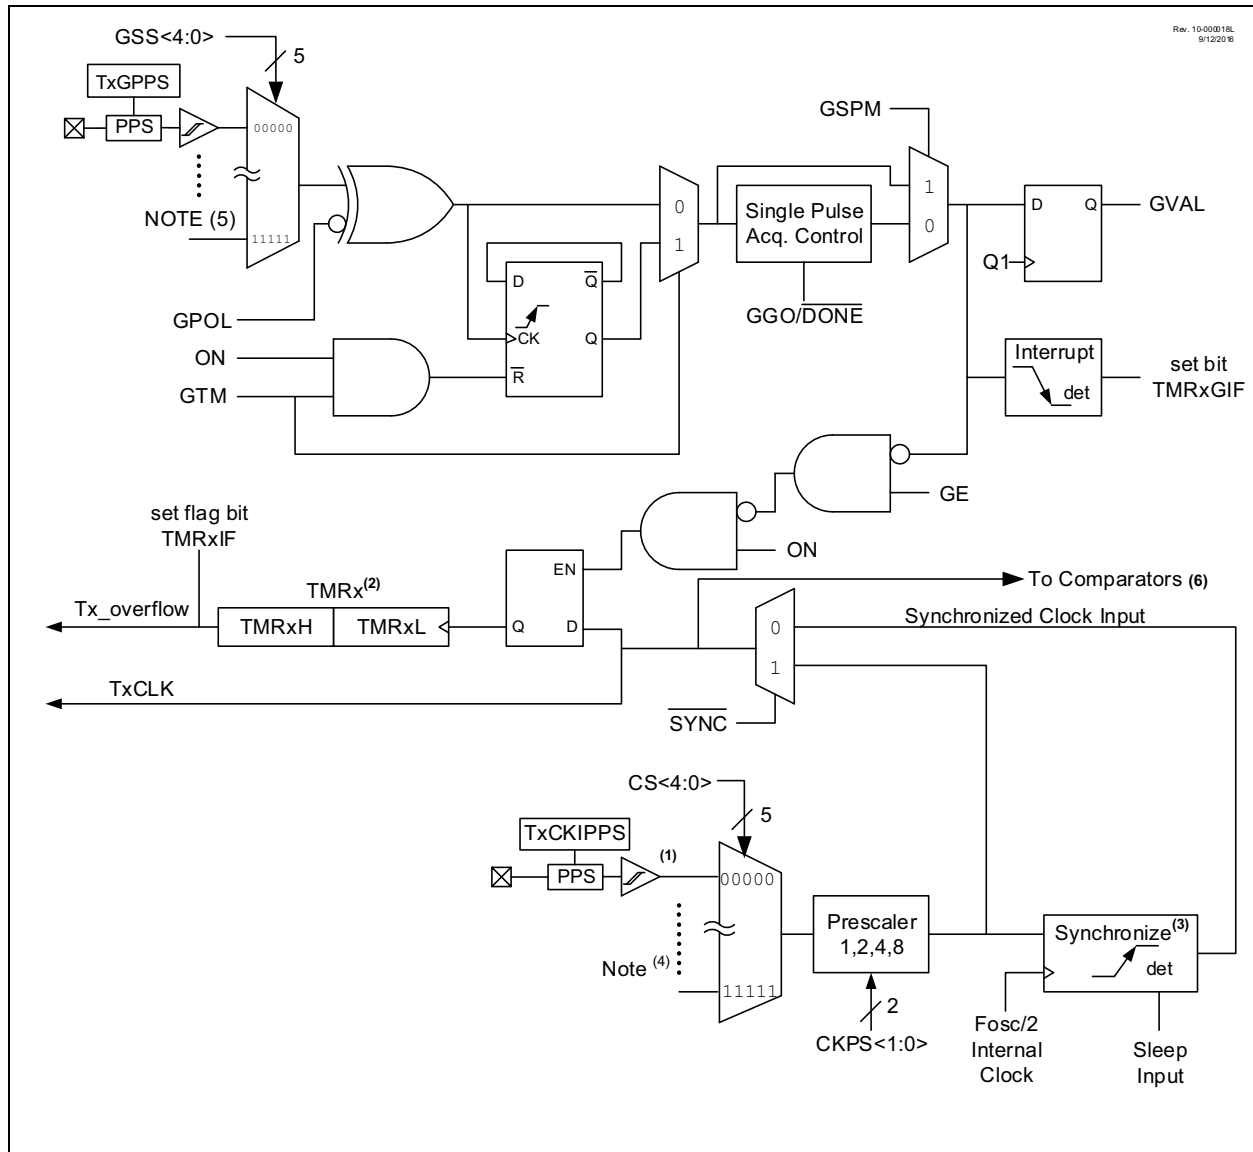 Rev. 10-000018L
9/12/2016
GSS<4:0>
5
TxGPPS
PPS
00000
NOTE (5)
11111
GPOL
ON
GTM
D
Q
CK
Q
R
0
1
Single Pulse
Acq. Control
GGO/DONE
GSPM
1
0
D
Q
Q1
GVAL
Interrupt
det
set bit
TMRxGIF
GE
ON
set flag bit
TMRxIF
TMRx(2)
Tx_overflow
TMRxH
TMRxL
EN
Q
D
To Comparators (6)
Synchronized Clock Input
0
1
TxCLK
SYNC
CS<4:0>
5
TxCKIPPS
PPS
(1)
00000
Note (4)
11111
Prescaler
1,2,4,8
2
CKPS<1:0>
Synchronize(3)
det
Fosc/2
Internal
Clock
Sleep
Input